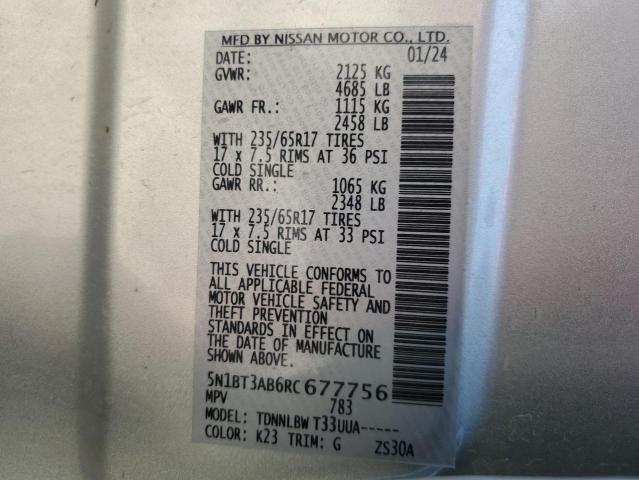 MFD BY NISSAN MOTOR CO., LTD.
DATE: 01/24
GVWR: 2125 KG
4685 LB
GAWR FR.: 1115 KG
2458 LB
WITH 235/65R17 TIRES
17 x 7.5 RIMS AT 36 PSI
COLD SINGLE
GAWR RR.: 1065 KG
2348 LB
WITH 235/65R17 TIRES
17 x 7.5 RIMS AT 33 PSI
COLD SINGLE
THIS VEHICLE CONFORMS TO
ALL APPLICABLE FEDERAL
MOTOR VEHICLE SAFETY AND
THEFT PREVENTION
STANDARDS IN EFFECT ON
THE DATE OF MANUFACTURE
SHOWN ABOVE.
5N1BT3AB6RC677756
MPV 783
MODEL: TDNNLBW T33UUA-----
COLOR: K23 TRIM: G ZS30A